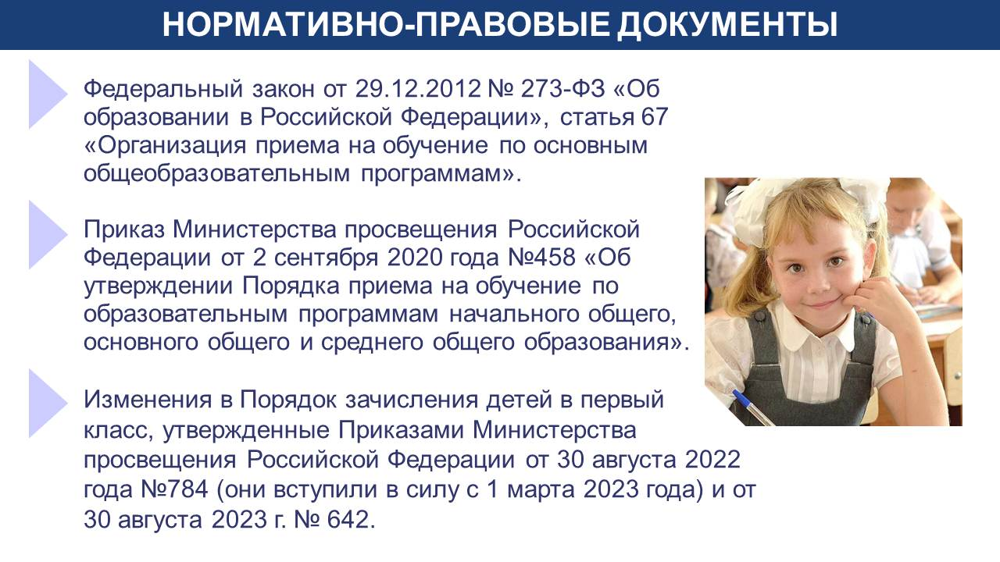 НОРМАТИВНО-ПРАВОВЫЕ ДОКУМЕНТЫ
Федеральный закон от 29.12.2012 № 273-ФЗ «Об
образовании в Российской Федерации», статья 67
«Организация приема на обучение по основным
общеобразовательным программам».
Приказ Министерства просвещения Российской
Федерации от 2 сентября 2020 года №458 «Об
утверждении Порядка приема на обучение по
образовательным программам начального общего,
основного общего и среднего общего образования».
Изменения в Порядок зачисления детей в первый
класс, утвержденные Приказами Министерства
просвещения Российской Федерации от 30 августа 2022
года №784 (они вступили в силу с 1 марта 2023 года) и от
30 августа 2023 г. № 642.